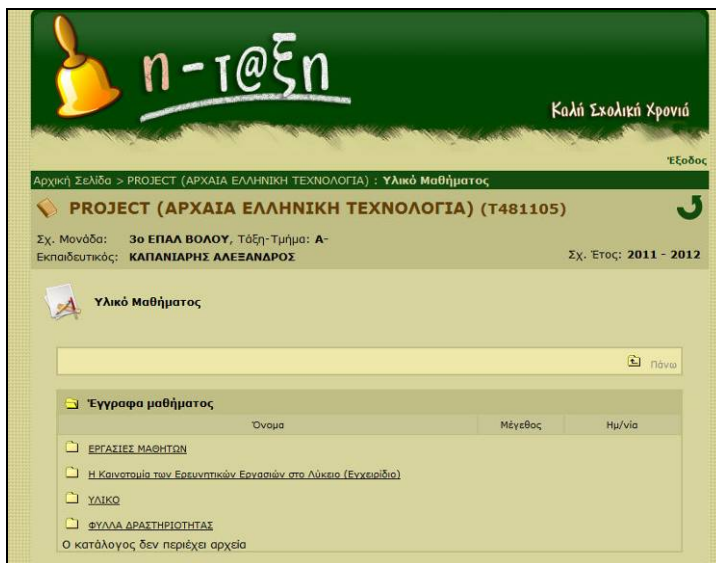 η-τ@ξη
Καλή Σχολική Χρονιά
Έξοδος
Αρχική Σελίδα > PROJECT (ΑΡΧΑΙΑ ΕΛΛΗΝΙΚΗ ΤΕΧΝΟΛΟΓΙΑ) : Υλικό Μαθήματος
PROJECT (ΑΡΧΑΙΑ ΕΛΛΗΝΙΚΗ ΤΕΧΝΟΛΟΓΙΑ) (T481105)
Σχ. Μονάδα: 3ο ΕΠΑΛ ΒΟΛΟΥ, Τάξη-Τμήμα: Α-
Εκπαιδευτικός: ΚΑΠΑΝΙΑΡΗΣ ΑΛΕΞΑΝΔΡΟΣ Σχ. Έτος: 2011 - 2012
Υλικό Μαθήματος
Πάνω
Έγγραφα μαθήματος
Όνομα Μέγεθος Ημ/νία
ΕΡΓΑΣΙΕΣ ΜΑΘΗΤΩΝ
Η Καινοτομία των Ερευνητικών Εργασιών στο Λύκειο (Εγχειρίδιο)
ΥΛΙΚΟ
ΦΥΛΛΑ ΔΡΑΣΤΗΡΙΟΤΗΤΑΣ
Ο κατάλογος δεν περιέχει αρχεία